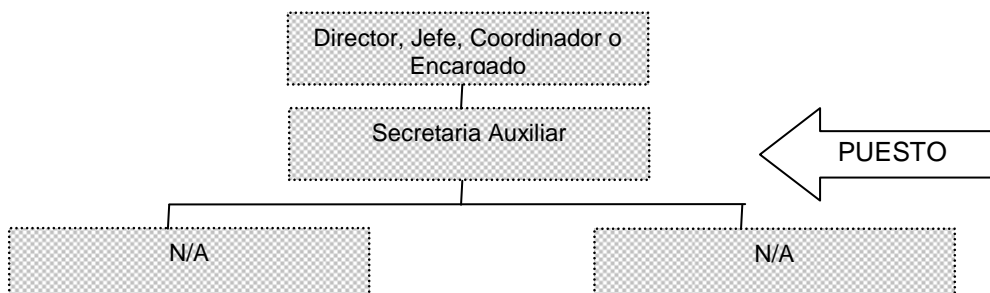 Director, Jefe, Coordinador o
Encargado
Secretaria Auxiliar
PUESTO
N/A
N/A